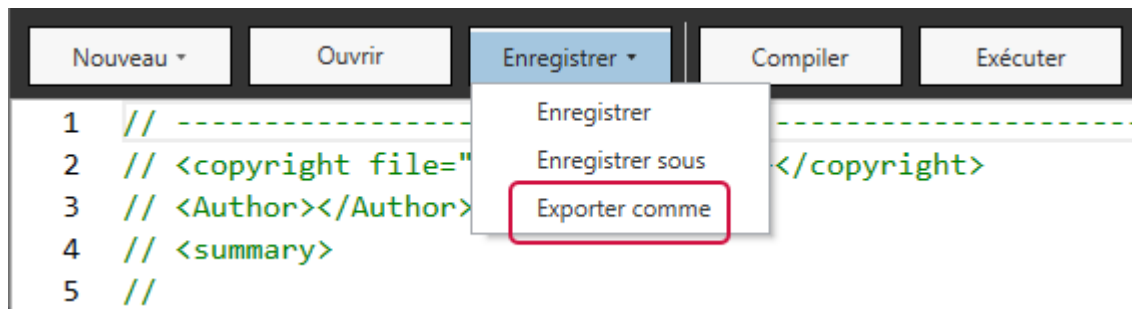 Nouveau Ouvrir Enregistrer Compiler Exécuter
Enregistrer
Enregistrer sous
Exporter comme
1 // ---------------- ---------------------
2 // <copyright file=" </copyright>
3 // <Author></Author>
4 // <summary>
5 //